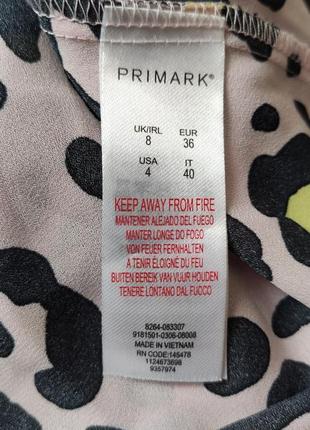 PRIMARK®
UK/IRL EUR
8 36
USA IT
4 40
KEEP AWAY FROM FIRE
MANTENER ALEJADO DEL FUEGO
MANTER LONGE DO FOGO
VON FEUER FERNHALTEN
A TENIR ÉLOIGNÉ DU FEU
BUITEN BEREIK VAN VUUR HOUDEN
TENERE LONTANO DAL FUOCO
8264-083307
9181501-0306-08008
MADE IN VIETNAM
RN CODE: 145478
1124673698
9357974